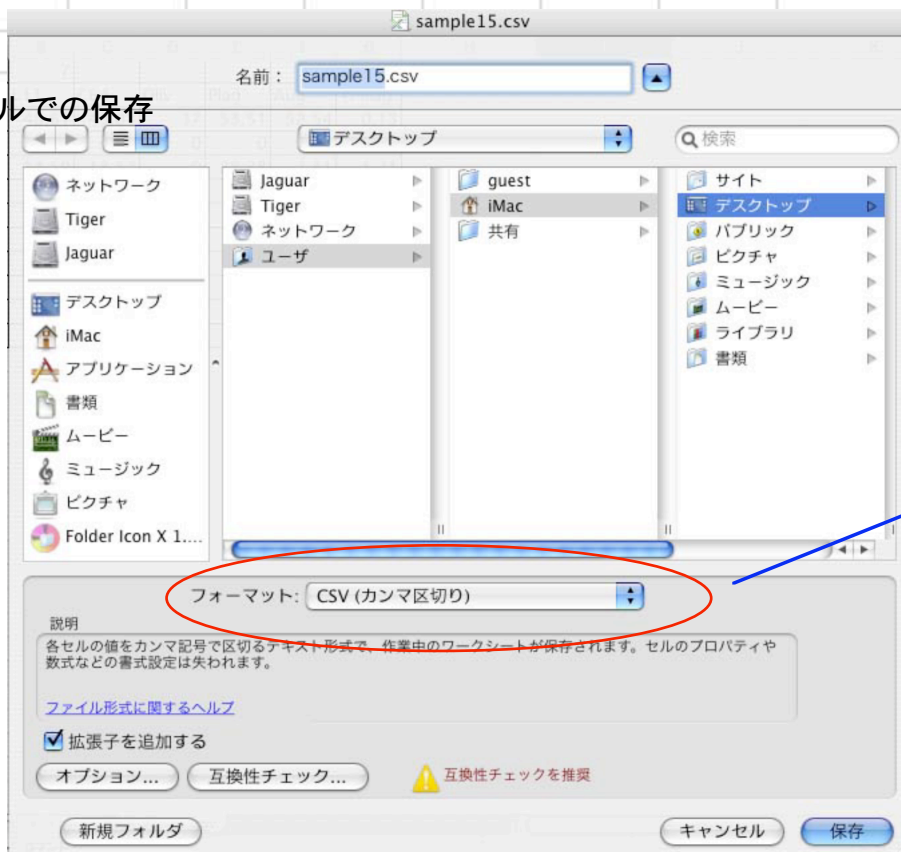 sample15.csv
名前： sample15.csv
ルでの保存
デスクトップ
検索
ネットワーク
Tiger
Jaguar
デスクトップ
iMac
アプリケーション
書類
ムービー
ミュージック
ピクチャ
Folder Icon X 1....
Jaguar
Tiger
ネットワーク
ユーザ
guest
iMac
共有
サイト
デスクトップ
パブリック
ピクチャ
ミュージック
ムービー
ライブラリ
書類
フォーマット： CSV (カンマ区切り)
説明
各セルの値をカンマ記号で区切るテキスト形式で、作業中のワークシートが保存されます。セルのプロパティや
数式などの書式設定は失われます。
ファイル形式に関するヘルプ
拡張子を追加する
オプション... 互換性チェック... 互換性チェックを推奨
新規フォルダ キャンセル 保存